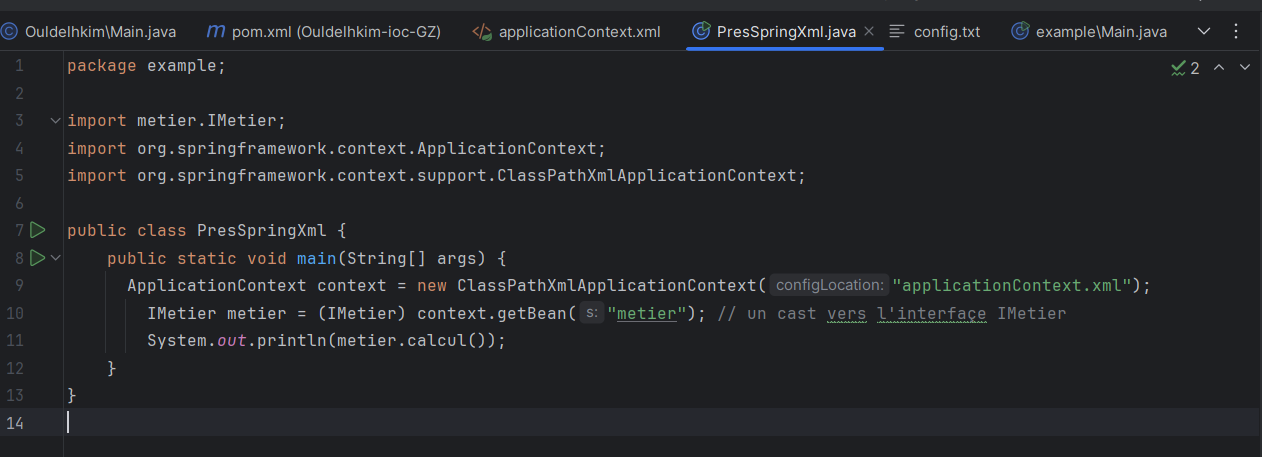 Ouldelhkim\Main.java pom.xml (Ouldelhkim-ioc-GZ) applicationContext.xml PresSpringXml.java config.txt example\Main.java
1 package example; 2
2
3 import metier.IMetier;
4 import org.springframework.context.ApplicationContext;
5 import org.springframework.context.support.ClassPathXmlApplicationContext;
6
7 public class PresSpringXml {
8 public static void main(String[] args) {
9 ApplicationContext context = new ClassPathXmlApplicationContext( configLocation: "applicationContext.xml");
10 IMetier metier = (IMetier) context.getBean( s: "metier"); // un cast vers l'interfaçe IMetier
11 System.out.println(metier.calcul());
12 }
13 }
14